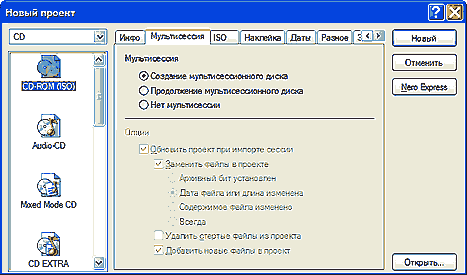 Новый проект
CD
CD-ROM (ISO)
Audio-CD
Mixed Mode CD
CD EXTRA
Инфо Мультисессия ISO Наклейка Даты Разное
Мультисессия
Создание мультисессионного диска
Продолжение мультисессионного диска
Нет мультисессии
Опции
Обновить проект при импорте сессии
Заменить файлы в проекте
Архивный бит установлен
Дата файла или длина изменена
Содержимое файла изменено
Всегда
Удалить стертые файлы из проекта
Добавить новые файлы в проект
Новый
Отменить
Nero Express
Открыть...